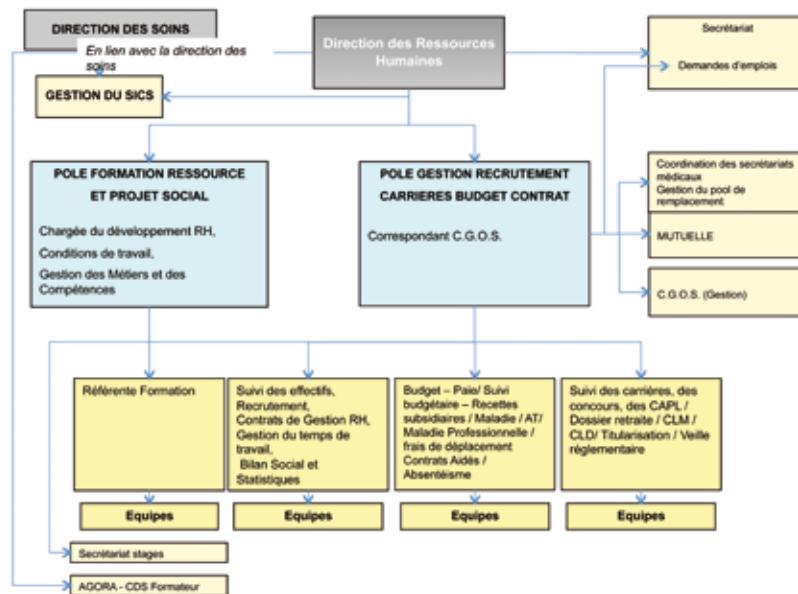 DIRECTION DES SOINS
En lien avec la direction des
soins
GESTION DU SICS
Direction des Ressources
Humaines
Secrétariat
Demandes d'emplois
POLE FORMATION RESSOURCE
ET PROJET SOCIAL
Chargée du développement RH,
Conditions de travail,
Gestion des Métiers et des
Compétences
POLE GESTION RECRUTEMENT
CARRIERES BUDGET CONTRAT
Correspondant C.G.O.S.
Coordination des secrétariats
médicaux
Gestion du pool de
remplacement
MUTUELLE
C.G.O.S. (Gestion)
Référente Formation
Suivi des effectifs,
Recrutement,
Contrats de Gestion RH,
Gestion du temps de
travail,
Bilan Social et
Statistiques
Budget – Paie/ Suivi
budgétaire – Recettes
subsidiaires / Maladie / AT/
Maladie Professionnelle /
frais de déplacement
Contrats Aidés /
Absentéisme
Suivi des carrières, des
concours, des CAPL /
Dossier retraite / CLM /
CLD/ Titularisation / Veille
réglementaire
Equipes
Equipes
Equipes
Equipes
Secrétariat stages
AGORA - CDS Formateur